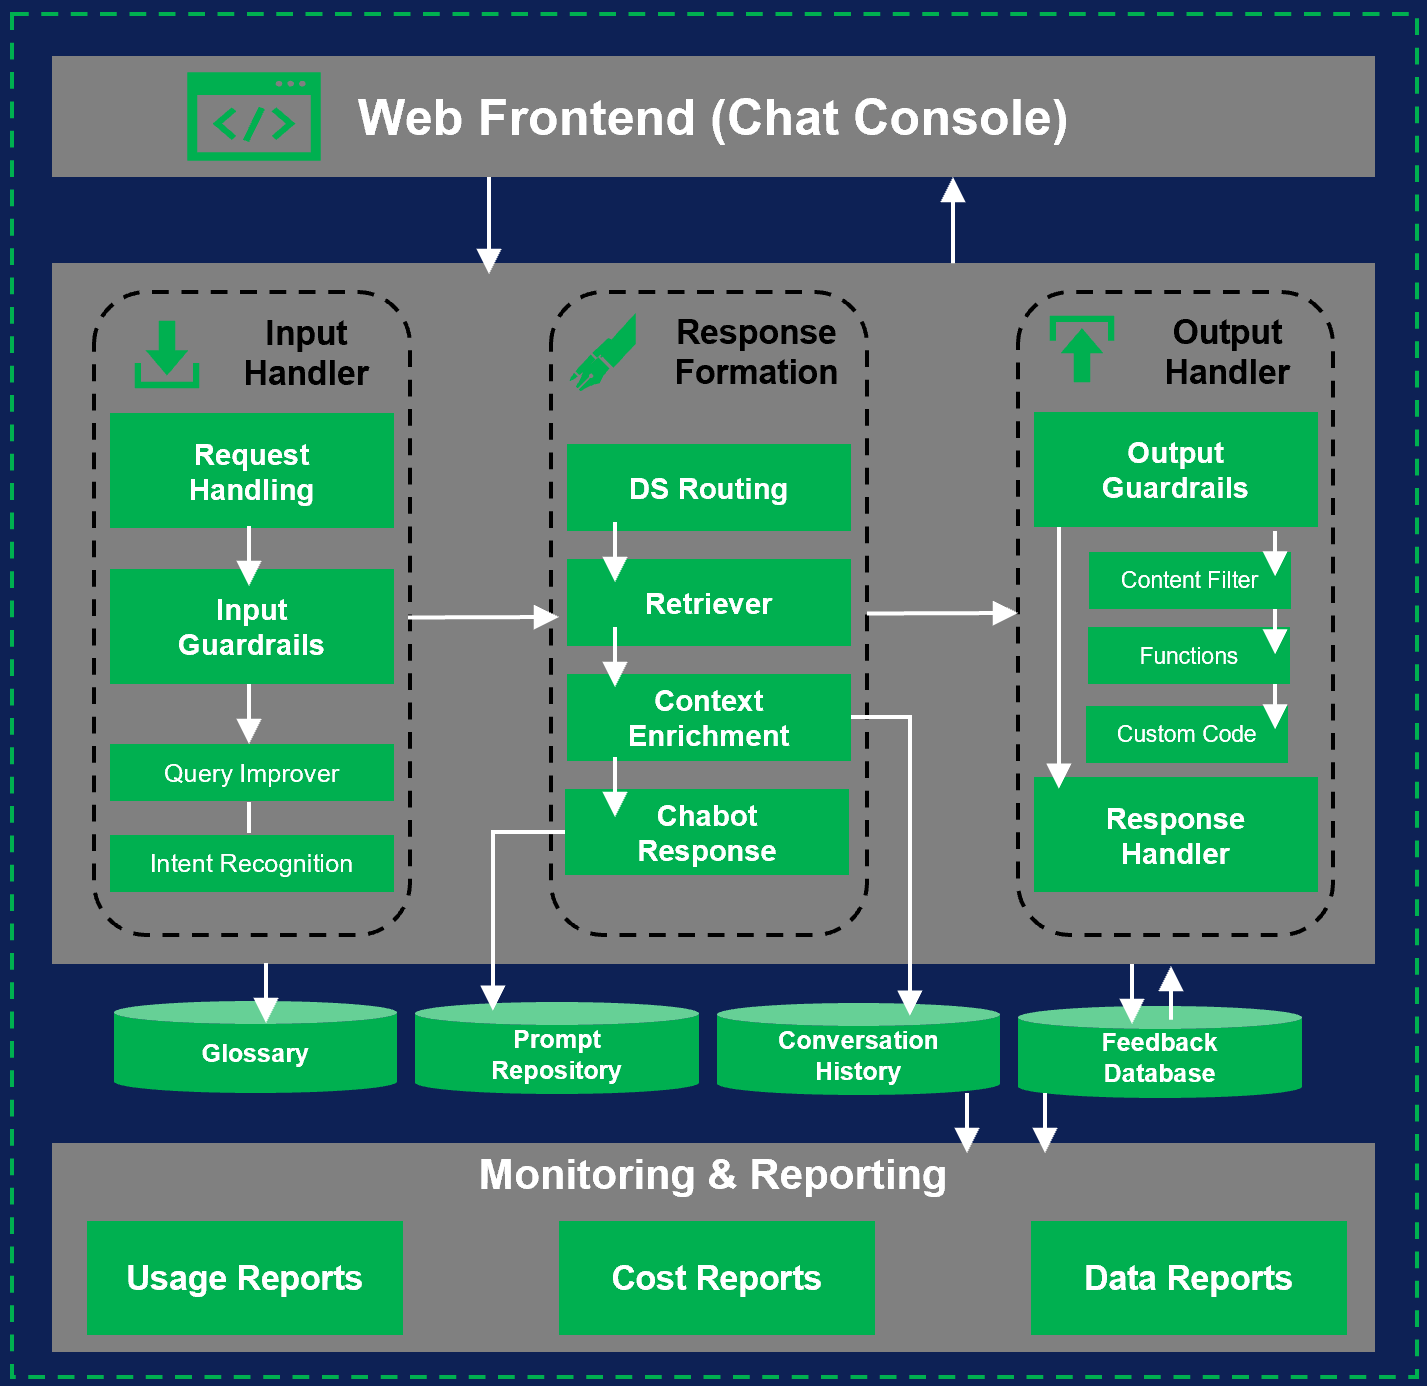 Web Frontend (Chat Console)
Input
Handler
Request
Handling
Input
Guardrails
Query Improver
Intent Recognition
Response
Formation
DS Routing
Retriever
Context
Enrichment
Chabot
Response
Output
Handler
Output
Guardrails
Content Filter
Functions
Custom Code
Response
Handler
Glossary
Prompt
Repository
Conversation
History
Feedback
Database
Monitoring & Reporting
Usage Reports
Cost Reports
Data Reports